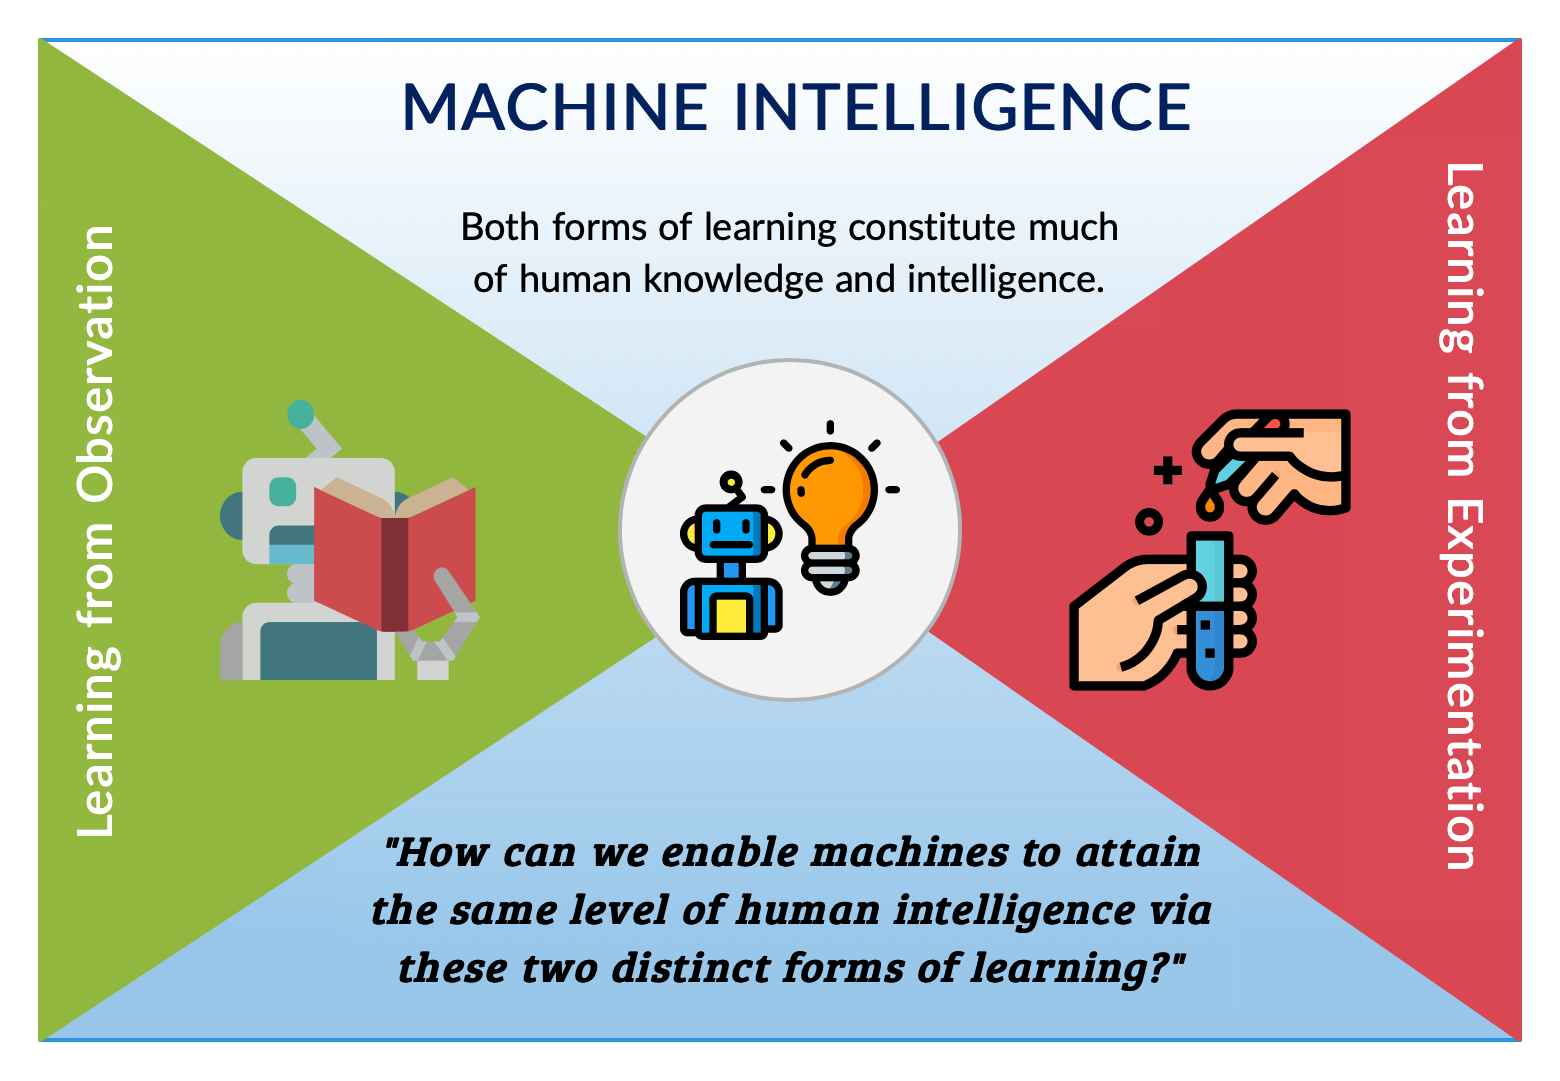 MACHINE INTELLIGENCE
Both forms of learning constitute much
of human knowledge and intelligence.
Learning from Observation
Learning from Experimentation
"How can we enable machines to attain
the same level of human intelligence via
these two distinct forms of learning?"